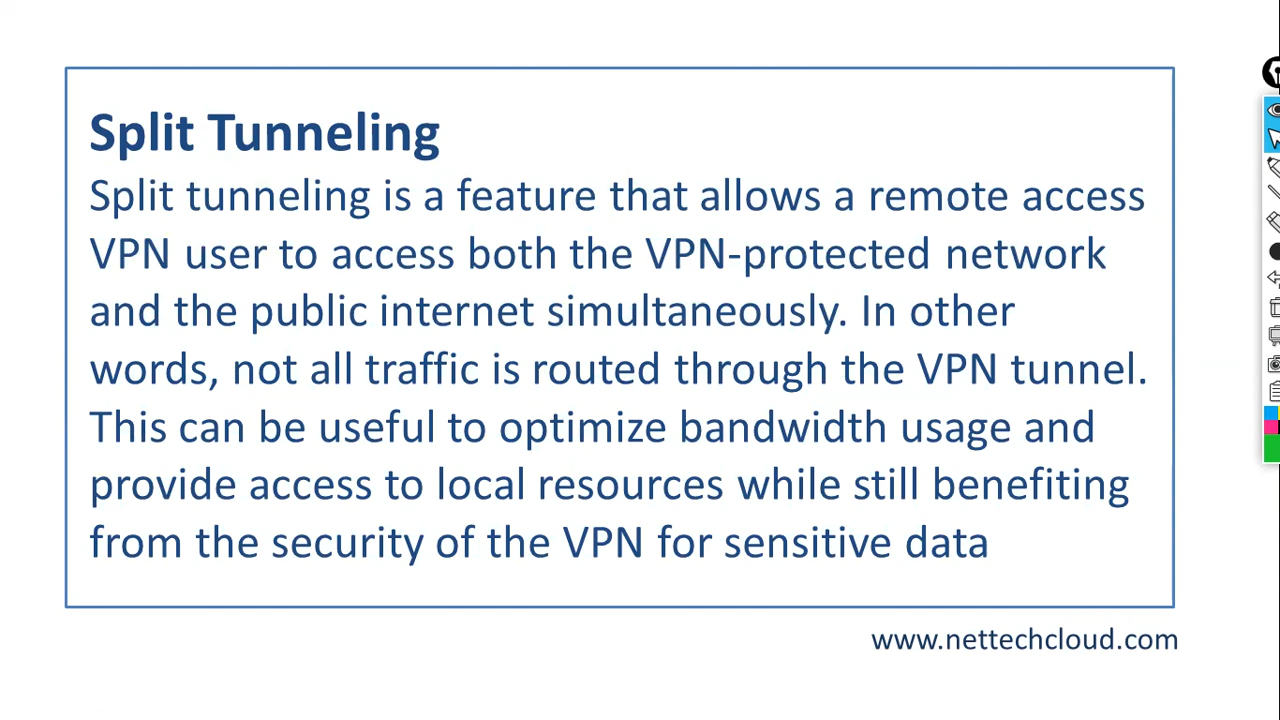 Split Tunneling
Split tunneling is a feature that allows a remote access
VPN user to access both the VPN-protected network
and the public internet simultaneously. In other
words, not all traffic is routed through the VPN tunnel.
This can be useful to optimize bandwidth usage and
provide access to local resources while still benefiting
from the security of the VPN for sensitive data
www.nettechcloud.com